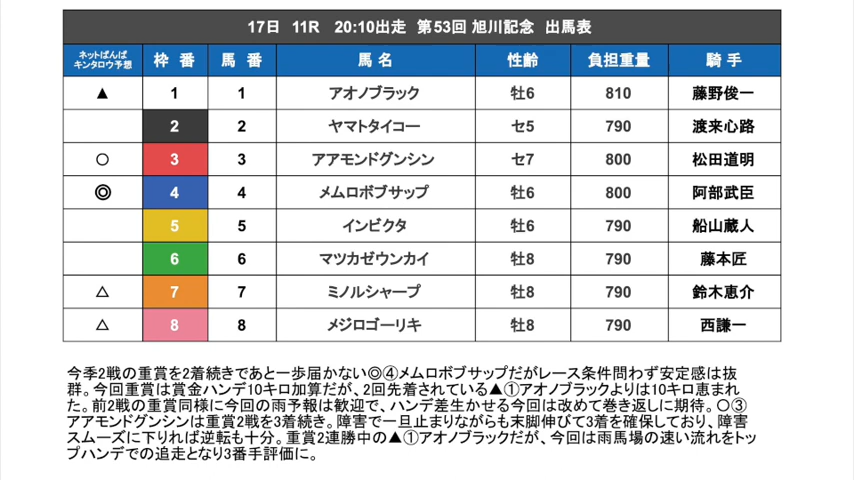 17日 11R 20:10出走 第53回 旭川記念 出馬表
ネットばんば
キンタロウ予想 枠 番 馬 番 馬 名 性齢 負担重量 騎 手
▲ 1 1 アオノブラック 牡6 810 藤野俊一
2 2 ヤマトタイコー セ5 790 渡来心路
○ 3 3 アアモンドグンシン セ7 800 松田道明
◎ 4 4 メムロボブサップ 牡6 800 阿部武臣
5 5 インビクタ 牡6 790 船山蔵人
6 6 マツカゼウンカイ 牡8 790 藤本匠
△ 7 7 ミノルシャープ 牡8 790 鈴木恵介
△ 8 8 メジロゴーリキ 牡8 790 西謙一
今季2戦の重賞を2着続きであと一歩届かない◎④メムロボブサップだがレース条件問わず安定感は抜
群。今回重賞は賞金ハンデ10キロ加算だが、2回先着されている▲①アオノブラックよりは10キロ恵まれ
た。前2戦の重賞同様に今回の雨予報は歓迎で、ハンデ差生かせる今回は改めて巻き返しに期待。○③
アアモンドグンシンは重賞2戦を3着続き。障害で一旦止まりながらも末脚伸びて3着を確保しており、障害
スムーズに下りれば逆転も十分。重賞2連勝中の▲①アオノブラックだが、今回は雨馬場の速い流れをトッ
プハンデでの追走となり3番手評価に。